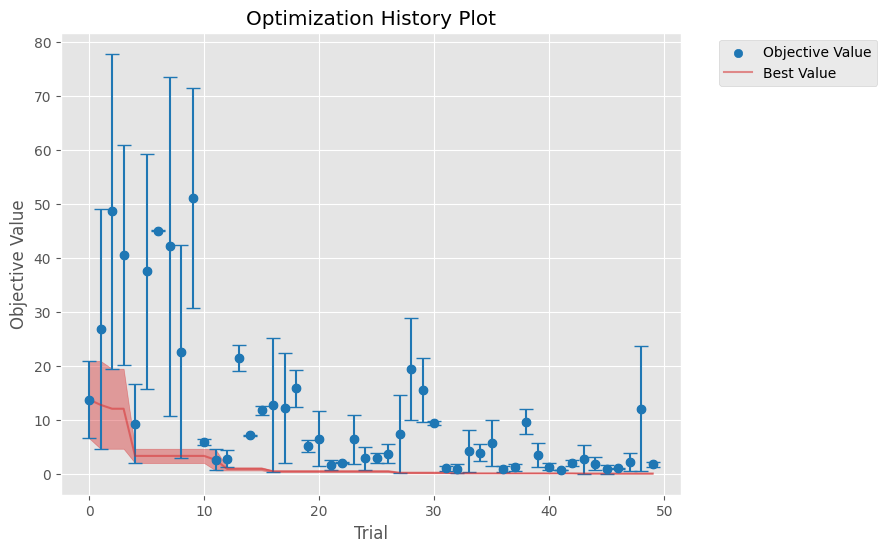 Optimization History Plot
Objective Value
Best Value
Objective Value
80
70
60
50
40
30
20
10
0
0 10 20 30 40 50
Trial